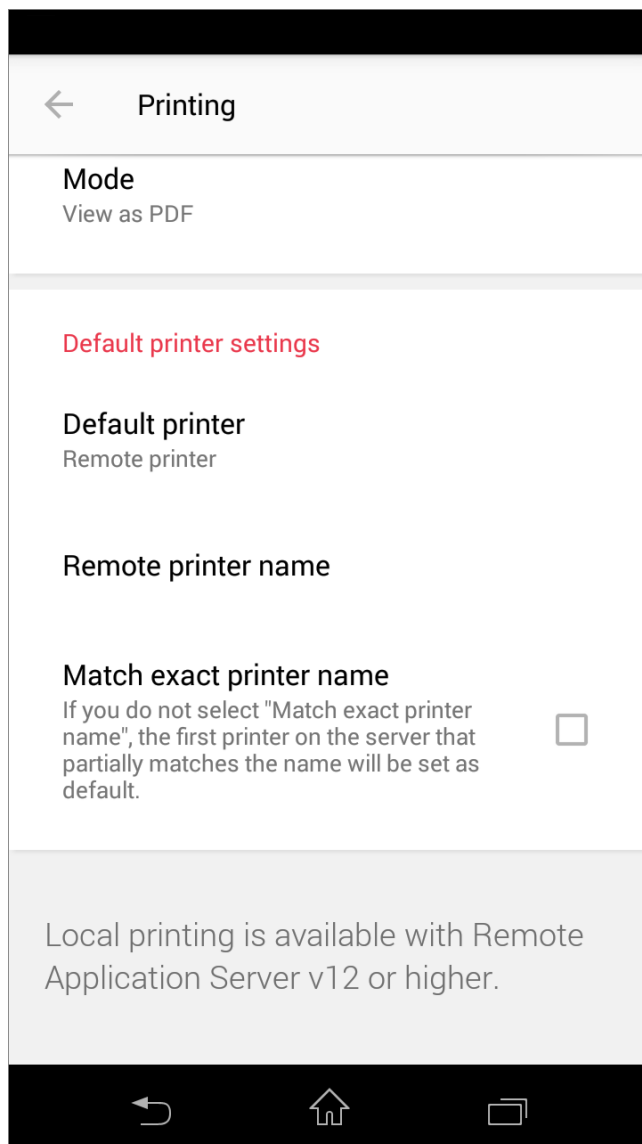 Printing
Mode
View as PDF
Default printer settings
Default printer
Remote printer
Remote printer name
Match exact printer name
If you do not select "Match exact printer
name", the first printer on the server that
partially matches the name will be set as
default.
Local printing is available with Remote
Application Server v12 or higher.